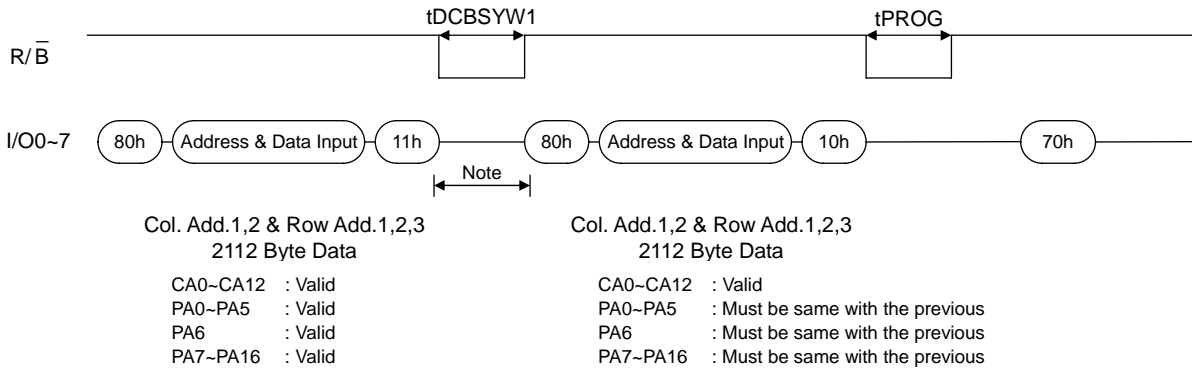 tDCBSYW1 tPROG
R/B̅
I/O0~7 80h Address & Data Input 11h 80h Address & Data Input 10h 70h
Note
Col. Add.1,2 & Row Add.1,2,3 Col. Add.1,2 & Row Add.1,2,3
2112 Byte Data 2112 Byte Data
CA0~CA12 : Valid CA0~CA12 : Valid
PA0~PA5 : Valid PA0~PA5 : Must be same with the previous
PA6 : Valid PA6 : Must be same with the previous
PA7~PA16 : Valid PA7~PA16 : Must be same with the previous